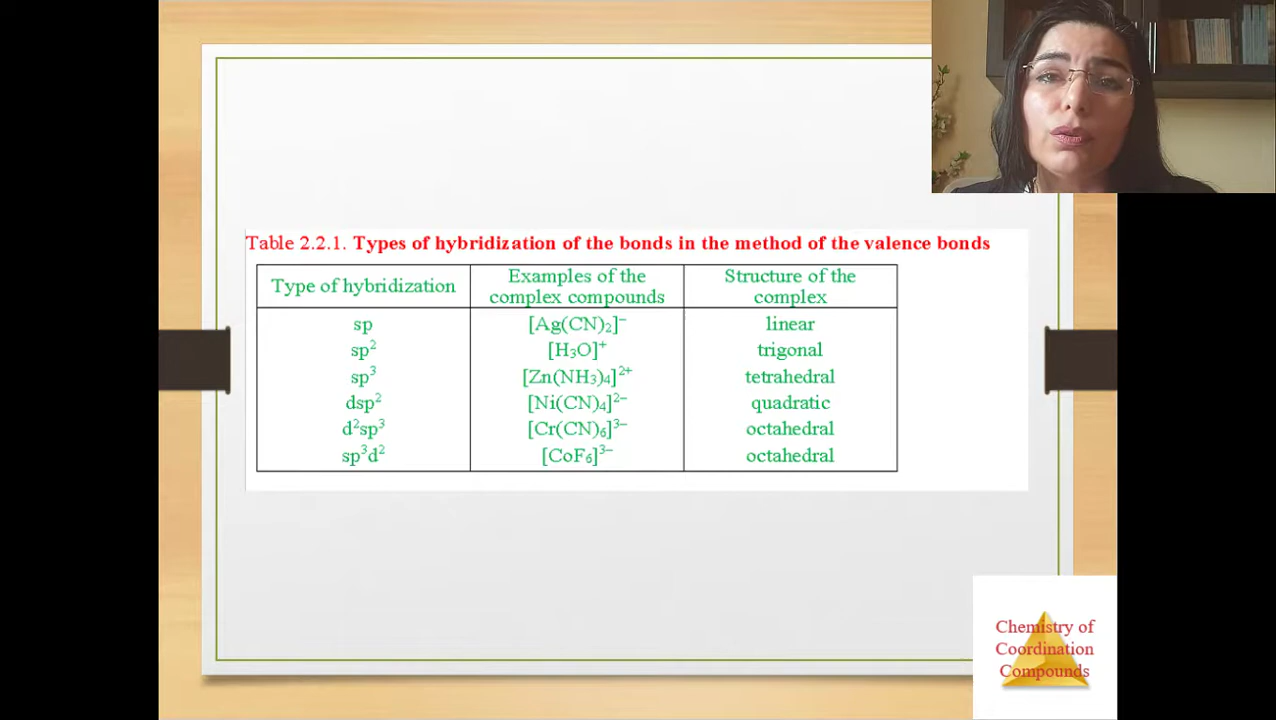 Table 2.2.1. Types of hybridization of the bonds in the method of the valence bonds
Type of hybridization | Examples of the complex compounds | Structure of the complex
sp | [Ag(CN)₂]⁻ | linear
sp² | [H₃O]⁺ | trigonal
sp³ | [Zn(NH₃)₄]²⁺ | tetrahedral
dsp² | [Ni(CN)₄]²⁻ | quadratic
d²sp³ | [Cr(CN)₆]³⁻ | octahedral
sp³d² | [CoF₆]³⁻ | octahedral
Chemistry of
Coordination
Compounds